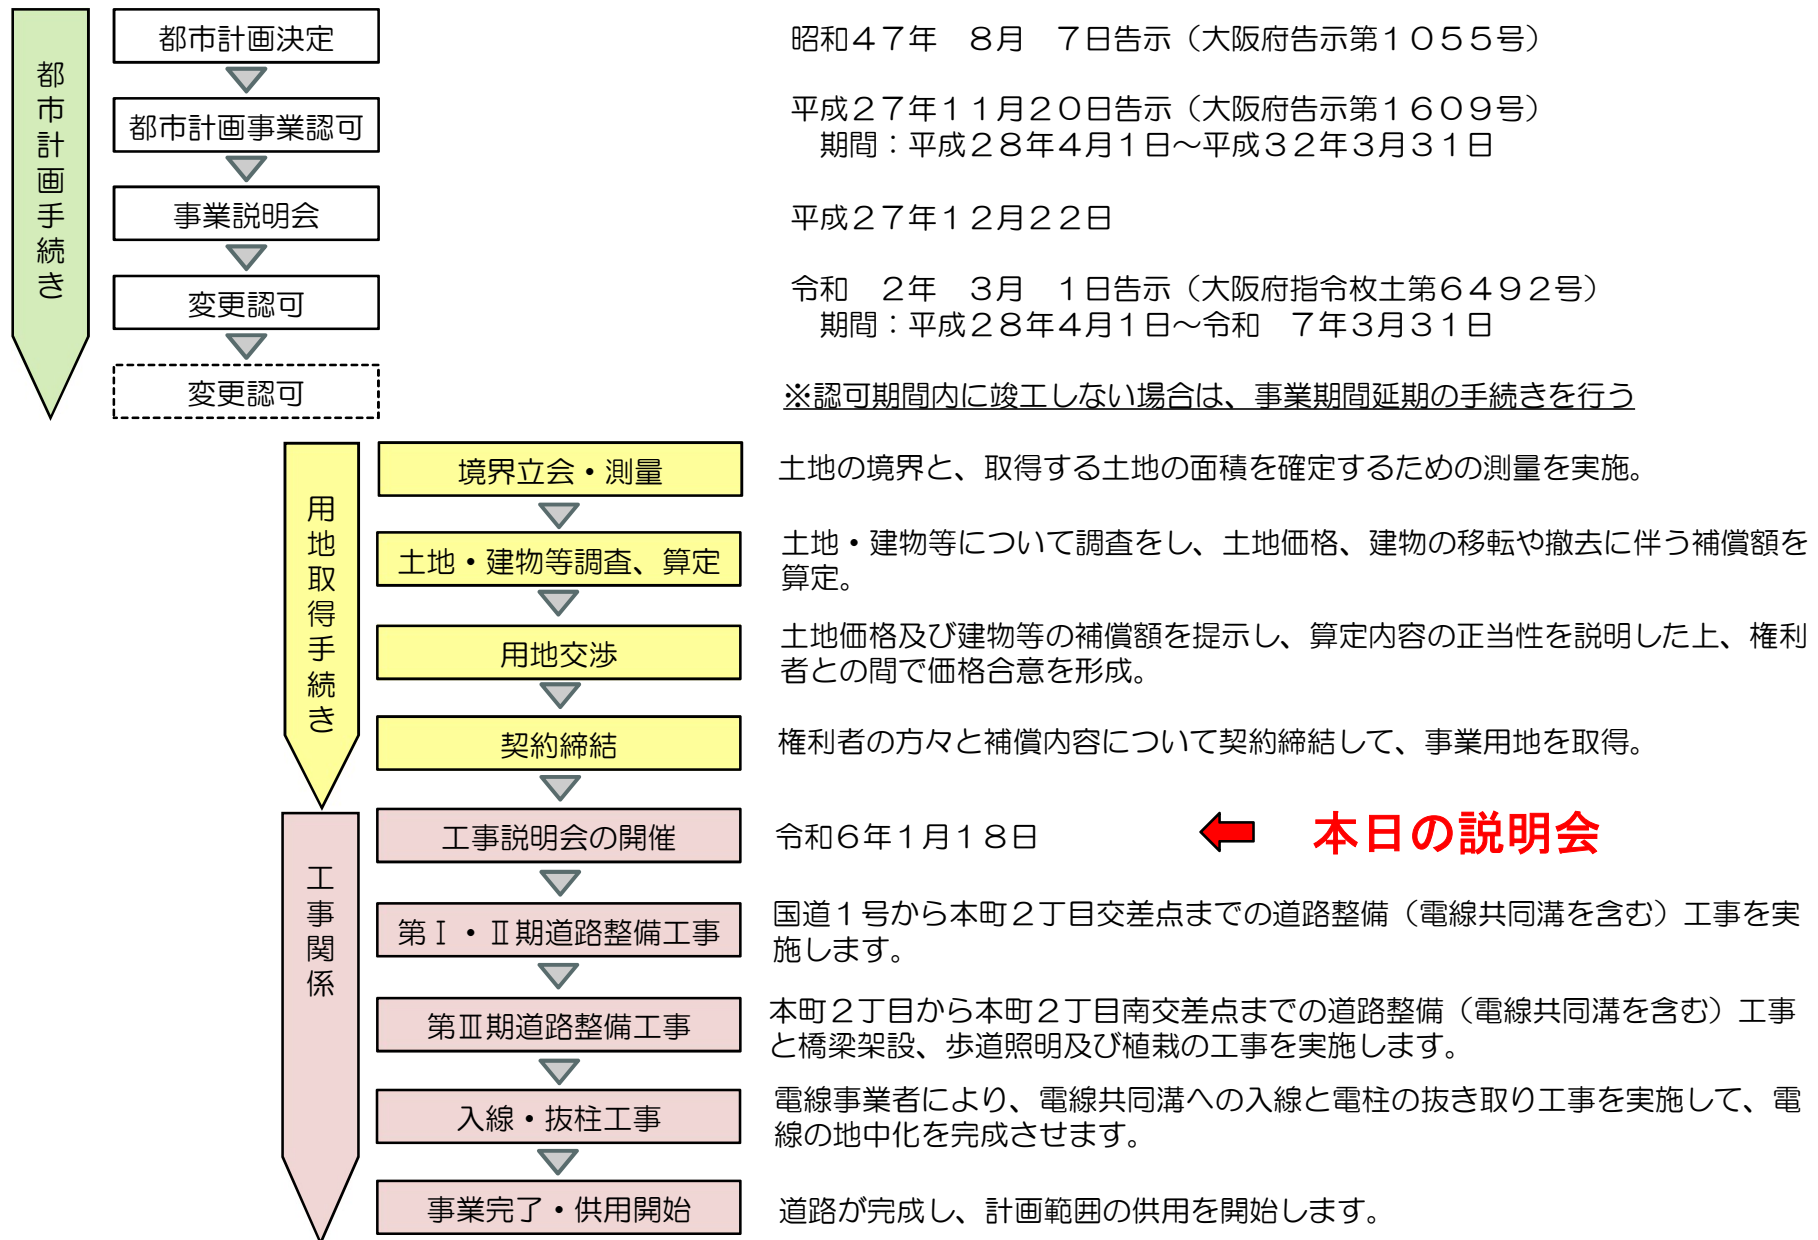 都市計画手続き
都市計画決定
昭和47年　8月　7日告示（大阪府告示第1055号）
都市計画事業認可
平成27年11月20日告示（大阪府告示第1609号）
期間：平成28年4月1日～平成32年3月31日
事業説明会
平成27年12月22日
変更認可
令和　2年　3月　1日告示（大阪府指令枚土第6492号）
期間：平成28年4月1日～令和　7年3月31日
変更認可
※認可期間内に竣工しない場合は、事業期間延期の手続きを行う
用地取得手続き
境界立会・測量
土地の境界と、取得する土地の面積を確定するための測量を実施。
土地・建物等調査、算定
土地・建物等について調査をし、土地価格、建物の移転や撤去に伴う補償額を
算定。
用地交渉
土地価格及び建物等の補償額を提示し、算定内容の正当性を説明した上、権利
者との間で価格合意を形成。
契約締結
権利者の方々と補償内容について契約締結して、事業用地を取得。
工事関係
工事説明会の開催
令和6年1月18日
本日の説明会
第Ⅰ・Ⅱ期道路整備工事
国道1号から本町2丁目交差点までの道路整備（電線共同溝を含む）工事を実
施します。
第Ⅲ期道路整備工事
本町2丁目から本町2丁目南交差点までの道路整備（電線共同溝を含む）工事
と橋梁架設、歩道照明及び植栽の工事を実施します。
入線・抜柱工事
電線事業者により、電線共同溝への入線と電柱の抜き取り工事を実施して、電
線の地中化を完成させます。
事業完了・供用開始
道路が完成し、計画範囲の供用を開始します。